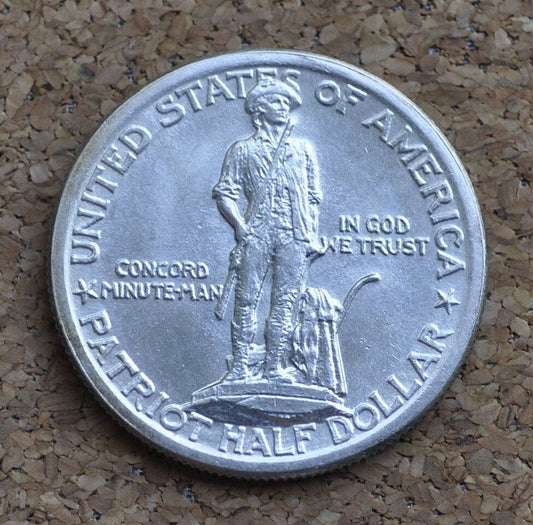 UNITED STATES OF AMERICA
IN GOD
WE TRUST
CONCORD
MINUTE-MAN
PATRIOT HALF DOLLAR